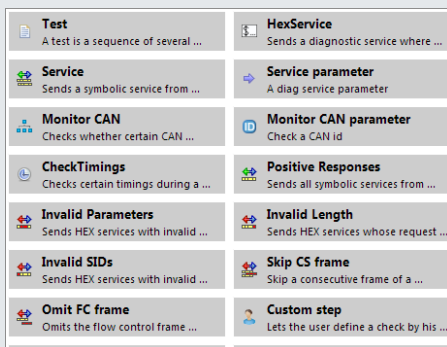 Test
A test is a sequence of several ...
HexService
Sends a diagnostic service where ...
Service
Sends a symbolic service from ...
Service parameter
A diag service parameter
Monitor CAN
Checks whether certain CAN ...
Monitor CAN parameter
Check a CAN id
CheckTimings
Checks certain timings during a ...
Positive Responses
Sends all symbolic services from ...
Invalid Parameters
Sends HEX services with invalid ...
Invalid Length
Sends HEX services whose request ...
Invalid SIDs
Sends HEX services with invalid ...
Skip CS frame
Skip a consecutive frame of a ...
Omit FC frame
Omits the flow control frame ...
Custom step
Lets the user define a check by his ...